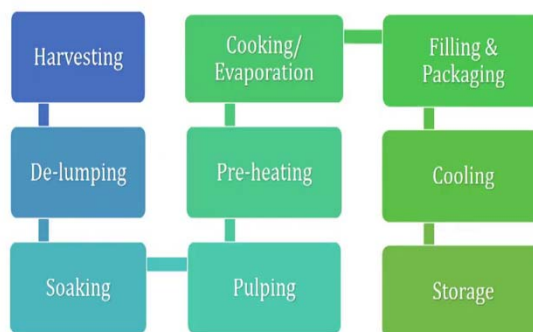 Harvesting
De-lumping
Soaking
Pulping
Pre-heating
Cooking/
Evaporation
Filling &
Packaging
Cooling
Storage